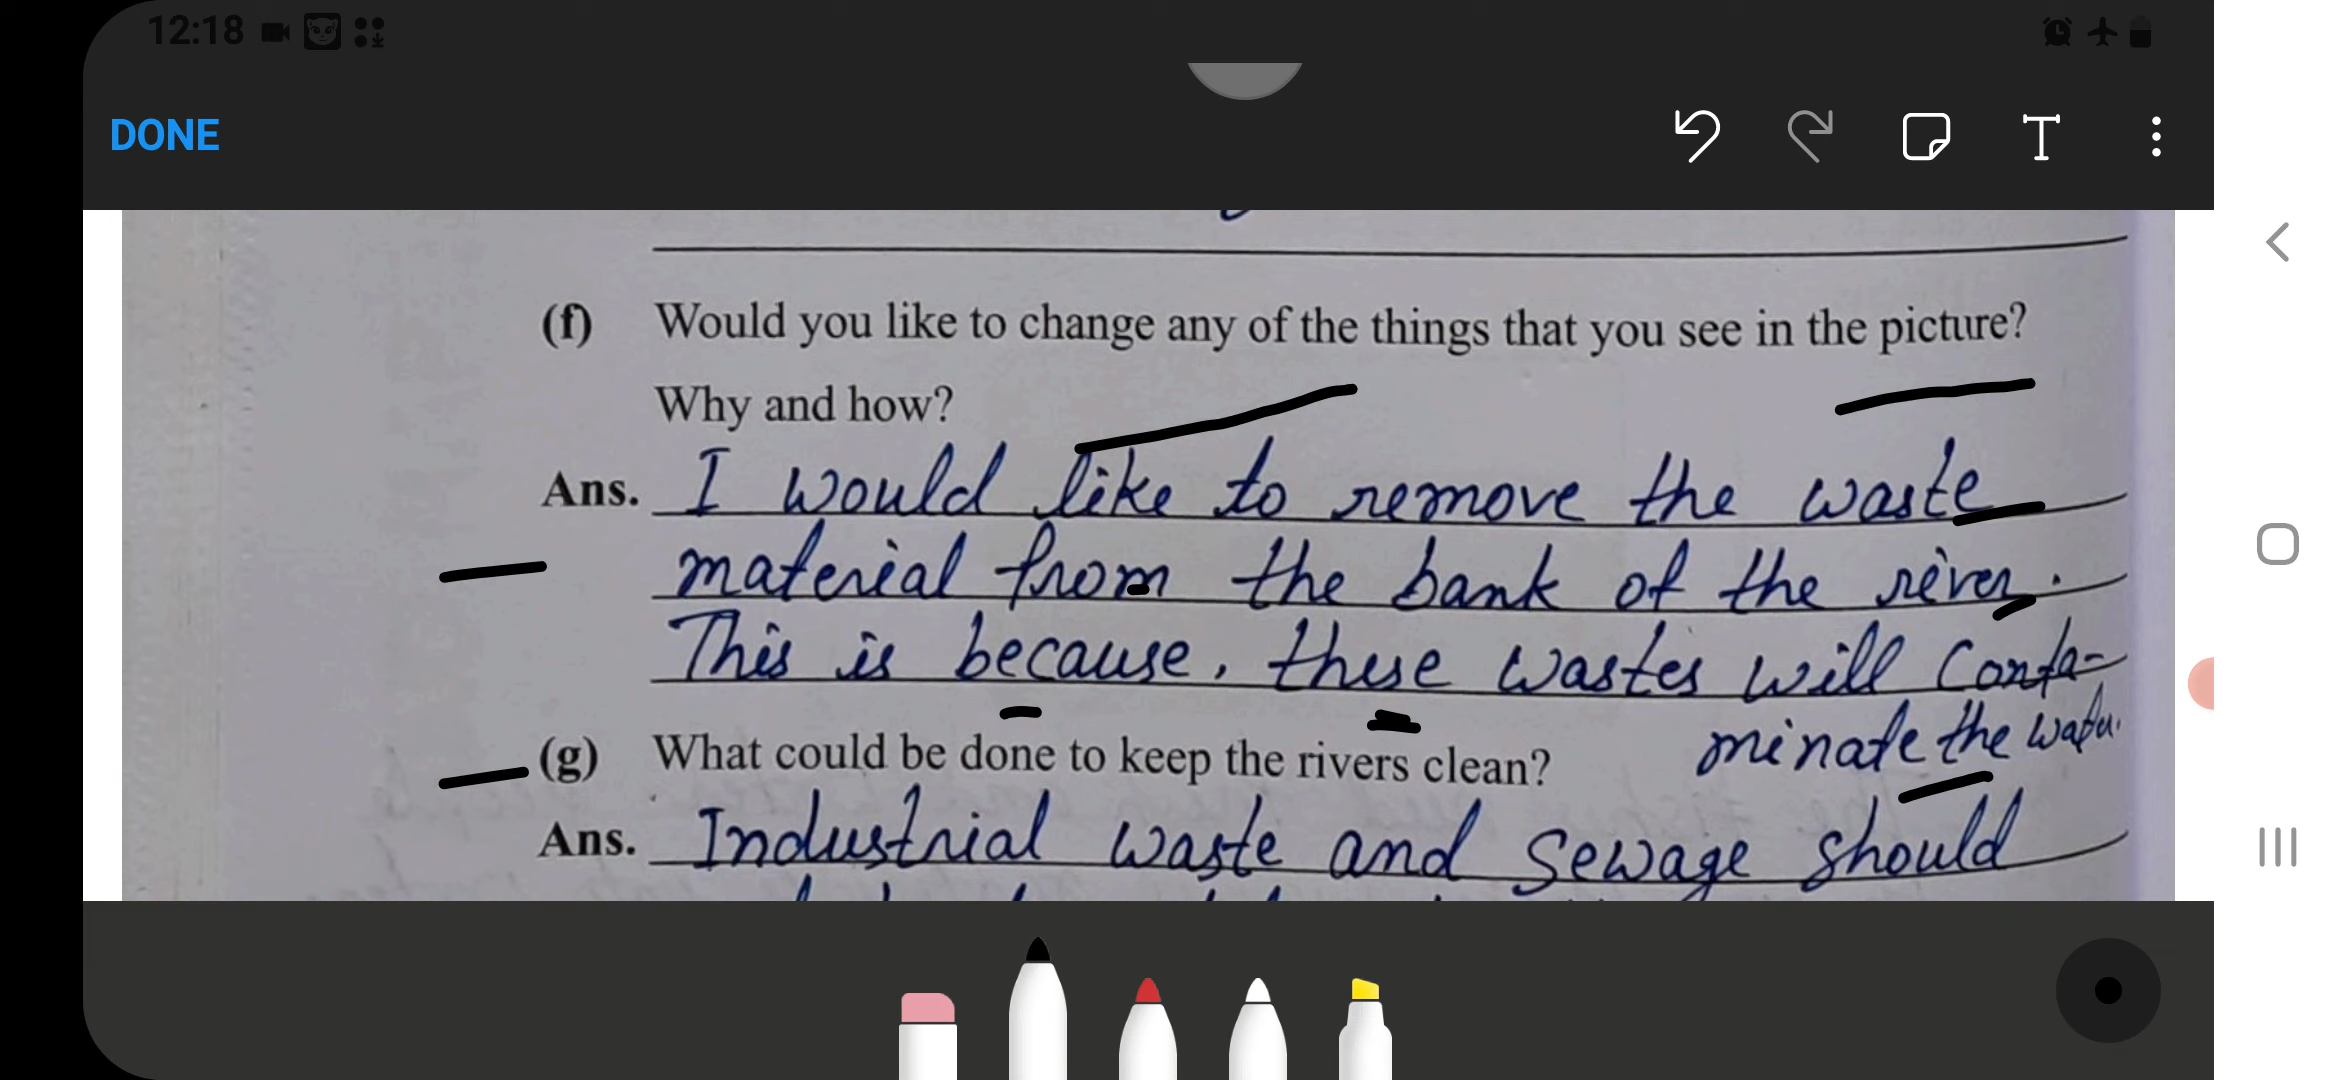 12:18
DONE
T
(f) Would you like to change any of the things that you see in the picture?
Why and how?
Ans. I would like to remove the waste
material from the bank of the river.
This is because, these wastes will conta-
minate the water.
(g) What could be done to keep the rivers clean?
Ans. Industrial waste and sewage should